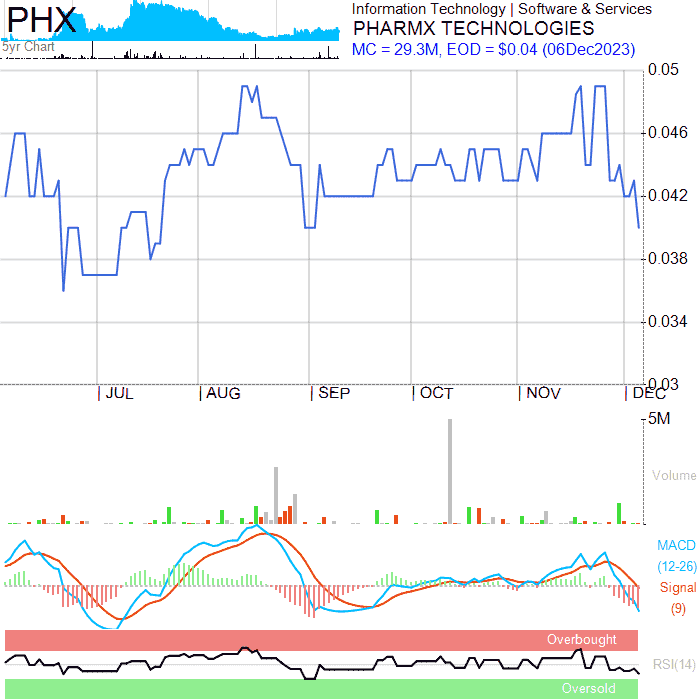 PHX
5yr Chart
Information Technology | Software & Services
PHARMX TECHNOLOGIES
MC = 29.3M, EOD = $0.04 (06Dec2023)
0.05
0.046
0.042
0.038
0.034
0.03
JUL AUG SEP OCT NOV DEC
5M
Volume
MACD
(12-26)
Signal
(9)
Overbought
RSI(14)
Oversold